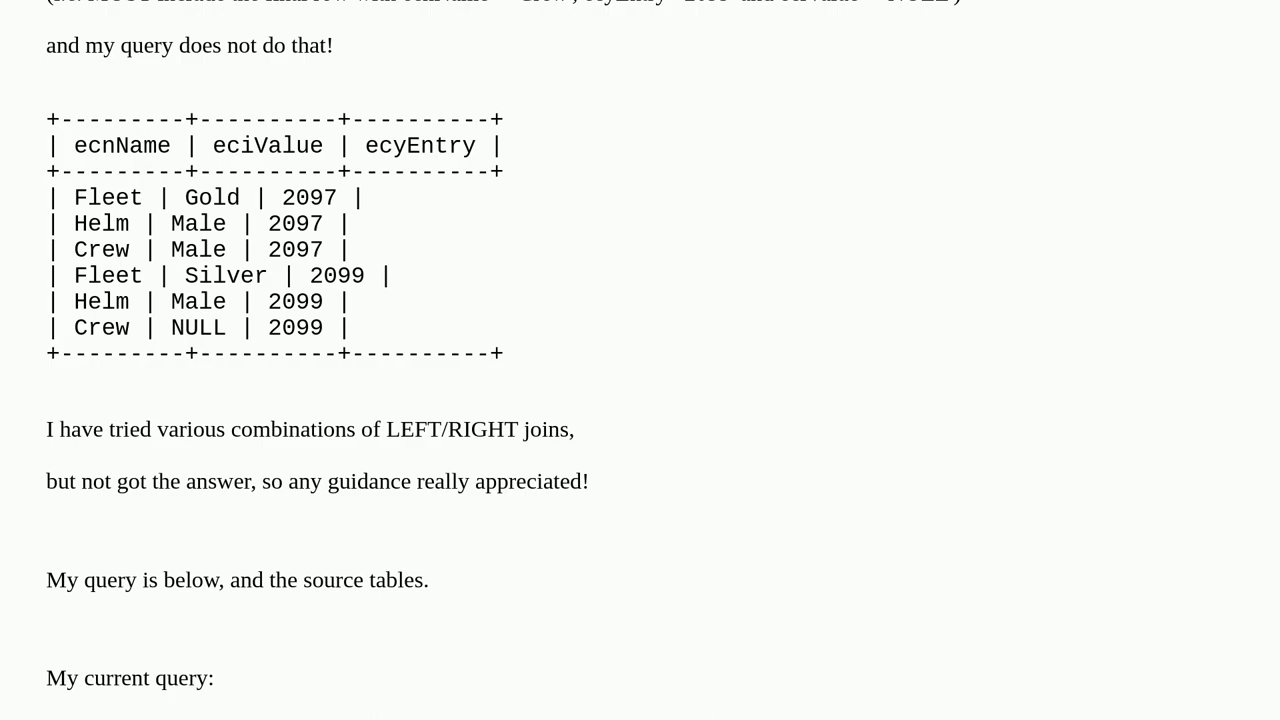 and my query does not do that!
+---------+----------+----------+
| ecnName | eciValue | ecyEntry |
+---------+----------+----------+
| Fleet | Gold | 2097 |
| Helm | Male | 2097 |
| Crew | Male | 2097 |
| Fleet | Silver | 2099 |
| Helm | Male | 2099 |
| Crew | NULL | 2099 |
+---------+----------+----------+
I have tried various combinations of LEFT/RIGHT joins,
but not got the answer, so any guidance really appreciated!
My query is below, and the source tables.
My current query: